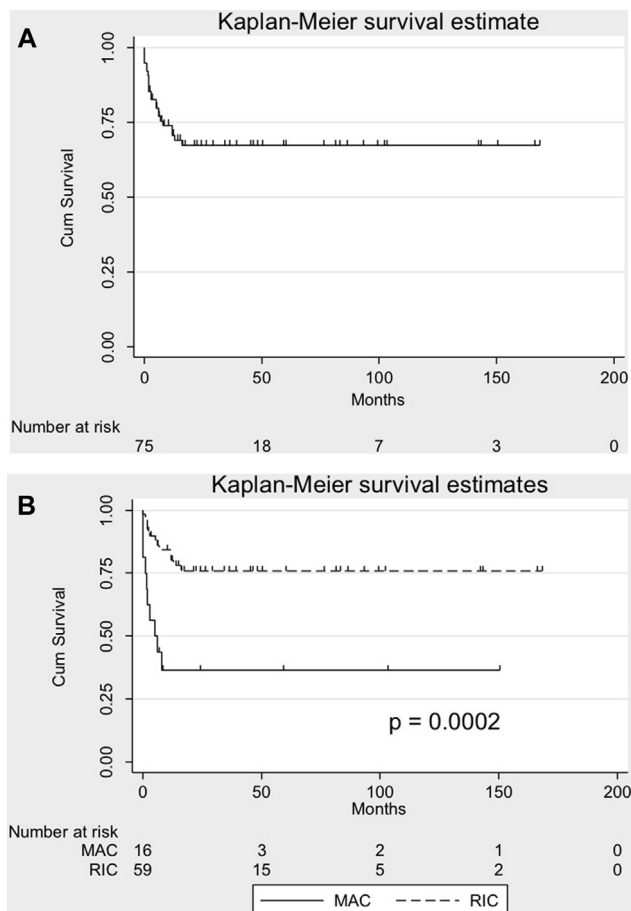 A
Kaplan-Meier survival estimate
1.00
0.75
0.50
0.25
0.00
Cum Survival
0 50 100 150 200
Months
Number at risk
75 18 7 3 0
B
Kaplan-Meier survival estimates
1.00
0.75
0.50
0.25
0.00
Cum Survival
p = 0.0002
0 50 100 150 200
Months
Number at risk
MAC 16 3 2 1 0
RIC 59 15 5 2 0
MAC RIC